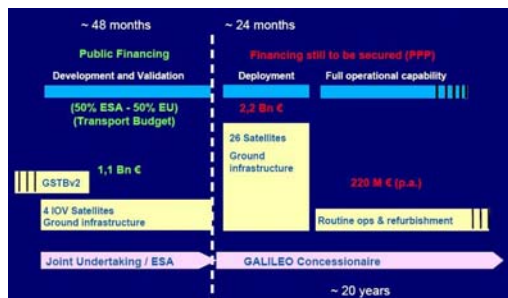 ~ 48 months
~ 24 months
Public Financing
Financing still to be secured (PPP)
Development and Validation
Deployment
Full operational capability
(50% ESA - 50% EU)
(Transport Budget)
2,2 Bn €
26 Satellites
Ground
infrastructure
1,1 Bn €
GSTBv2
220 M € (p.a.)
4 IOV Satellites
Ground infrastructure
Routine ops & refurbishment
Joint Undertaking / ESA
GALILEO Concessionaire
~ 20 years